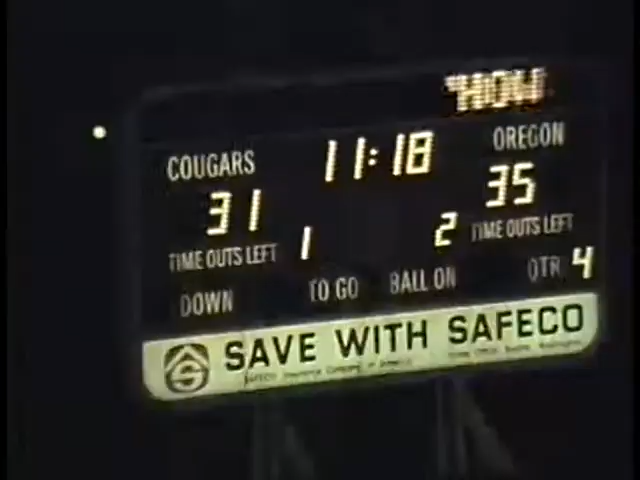 "HOW
COUGARS 11:18 OREGON
31 35
TIME OUTS LEFT 1 2 TIME OUTS LEFT
DOWN TO GO BALL ON QTR 4
SAVE WITH SAFECO